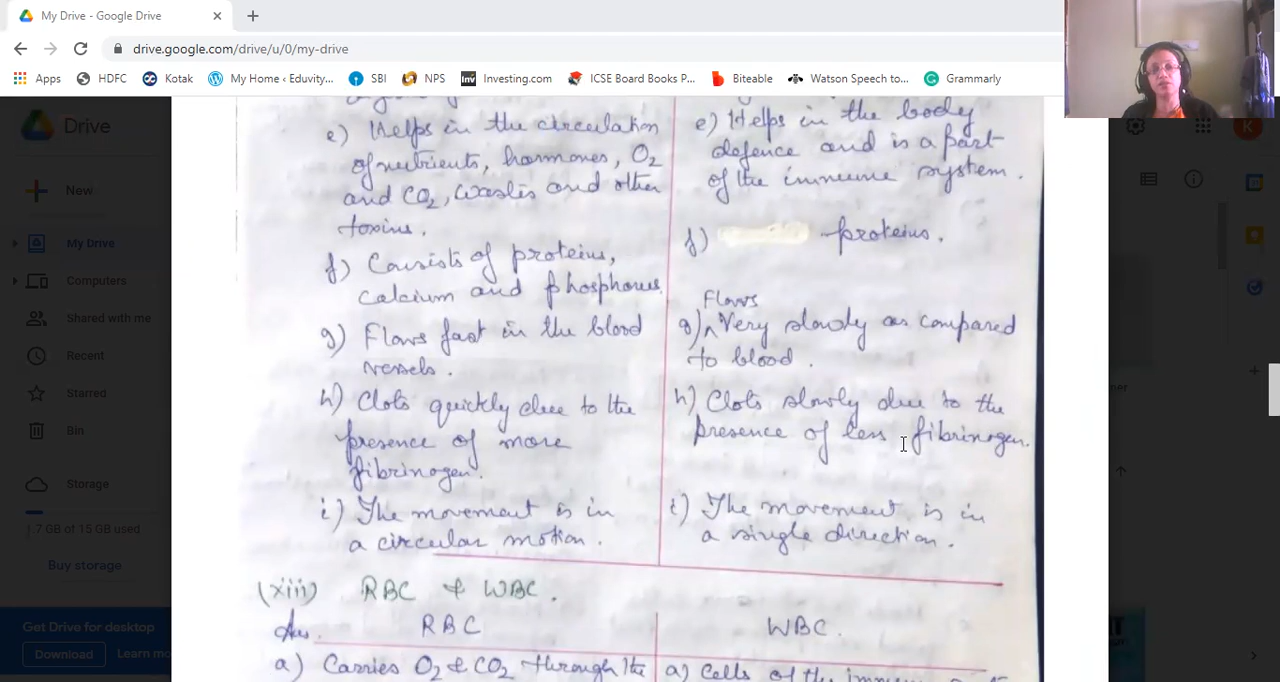 My Drive - Google Drive
drive.google.com/drive/u/0/my-drive
Apps
HDFC
Kotak
My Home ‹ Eduvity...
SBI
NPS
Investing.com
ICSE Board Books P...
Biteable
Watson Speech to...
Grammarly
Drive
New
My Drive
Computers
Shared with me
Recent
Starred
Bin
Storage
1.7 GB of 15 GB used
Buy storage
Get Drive for desktop
Download
Learn mo
e) Helps in the circulation
of nutrients, hormones, O2
and CO2, wastes and other
toxins.
f) Consists of proteins,
calcium and phosphorus.
g) Flows fast in the blood
vessels.
h) Clots quickly due to the
presence of more
fibrinogen.
i) The movement is in
a circular motion.
e) Helps in the body
defence and is a part
of the immune system.
f) proteins.
Flows
g) ^ Very slowly as compared
to blood.
h) Clots slowly due to the
presence of less fibrinogen.
i) The movement is in
a single direction.
(xiii) RBC & WBC.
Ans. RBC WBC.
a) Carries O2 & CO2 through the
a) Cells of the immune